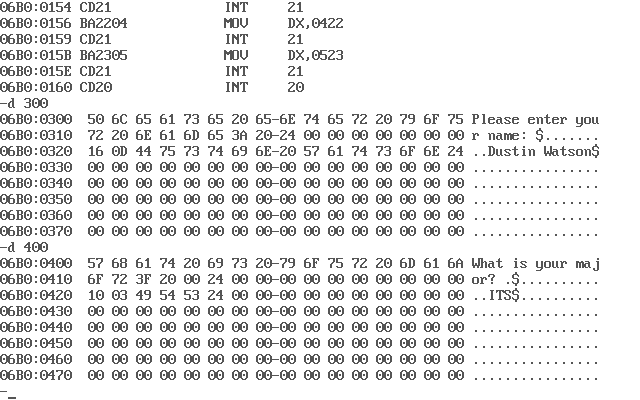 06B0:0154 CD21          INT     21
06B0:0156 BA2204        MOV     DX,0422
06B0:0159 CD21          INT     21
06B0:015B BA2305        MOV     DX,0523
06B0:015E CD21          INT     21
06B0:0160 CD20          INT     20
-d 300
06B0:0300  50 6C 65 61 73 65 20 65-6E 74 65 72 20 79 6F 75 Please enter you
06B0:0310  72 20 6E 61 6D 65 3A 20-24 00 00 00 00 00 00 00 r name: $.......
06B0:0320  16 0D 44 75 73 74 69 6E-20 57 61 74 73 6F 6E 24 ..Dustin Watson$
06B0:0330  00 00 00 00 00 00 00 00-00 00 00 00 00 00 00 00 ................
06B0:0340  00 00 00 00 00 00 00 00-00 00 00 00 00 00 00 00 ................
06B0:0350  00 00 00 00 00 00 00 00-00 00 00 00 00 00 00 00 ................
06B0:0360  00 00 00 00 00 00 00 00-00 00 00 00 00 00 00 00 ................
06B0:0370  00 00 00 00 00 00 00 00-00 00 00 00 00 00 00 00 ................
-d 400
06B0:0400  57 68 61 74 20 69 73 20-79 6F 75 72 20 6D 61 6A What is your maj
06B0:0410  6F 72 3F 20 00 24 00 00-00 00 00 00 00 00 00 00 or? .$..........
06B0:0420  10 03 49 54 53 24 00 00-00 00 00 00 00 00 00 00 ..ITS$..........
06B0:0430  00 00 00 00 00 00 00 00-00 00 00 00 00 00 00 00 ................
06B0:0440  00 00 00 00 00 00 00 00-00 00 00 00 00 00 00 00 ................
06B0:0450  00 00 00 00 00 00 00 00-00 00 00 00 00 00 00 00 ................
06B0:0460  00 00 00 00 00 00 00 00-00 00 00 00 00 00 00 00 ................
06B0:0470  00 00 00 00 00 00 00 00-00 00 00 00 00 00 00 00 ................
-_